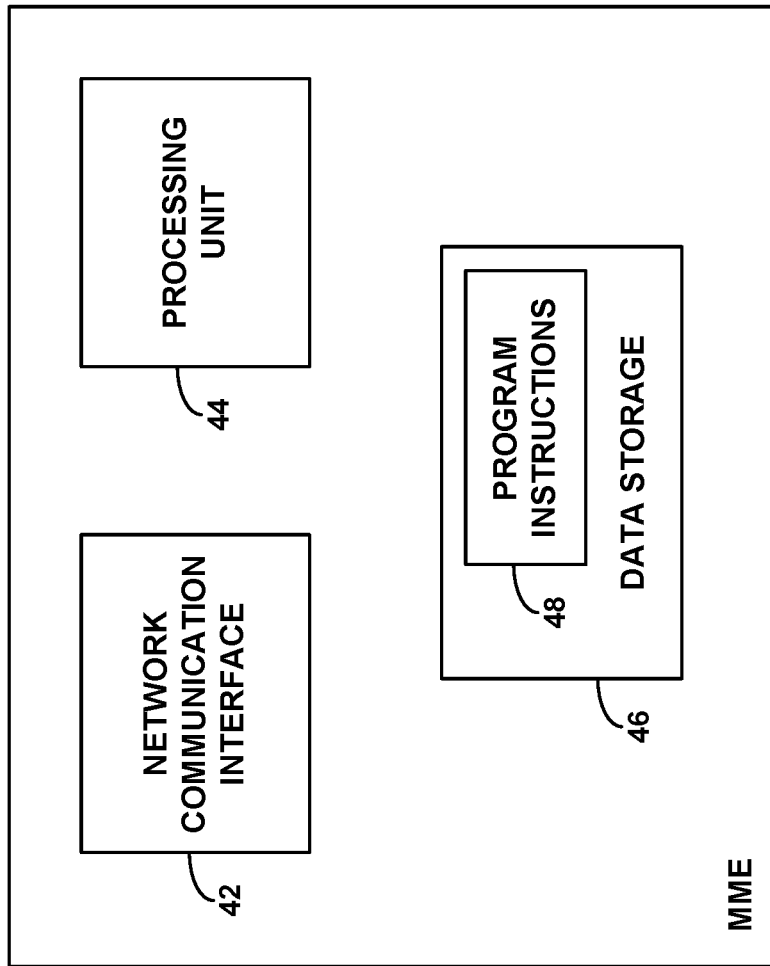 NETWORK
COMMUNICATION
INTERFACE
42
PROCESSING
UNIT
44
PROGRAM
INSTRUCTIONS
48
DATA STORAGE
46
MME